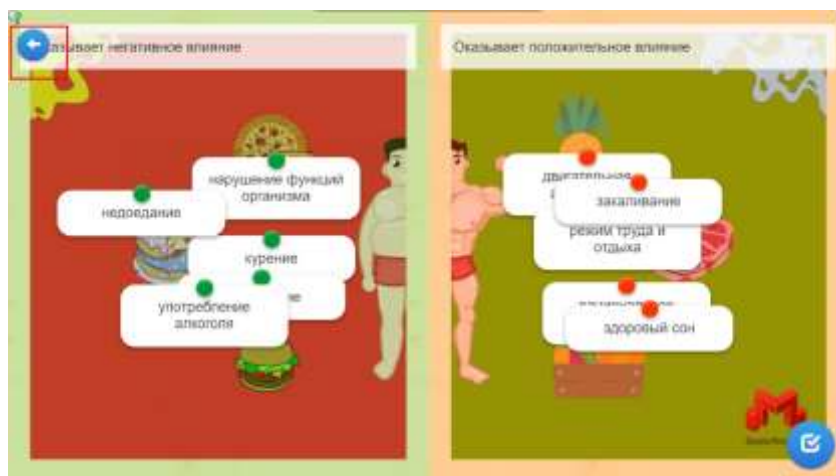 казывает негативное влияние
Оказывает положительное влияние
нарушение функций
организма
недоедание
курение
употребление
алкоголя
двигательная
закаливание
режим труда и
отдыха
здоровый сон